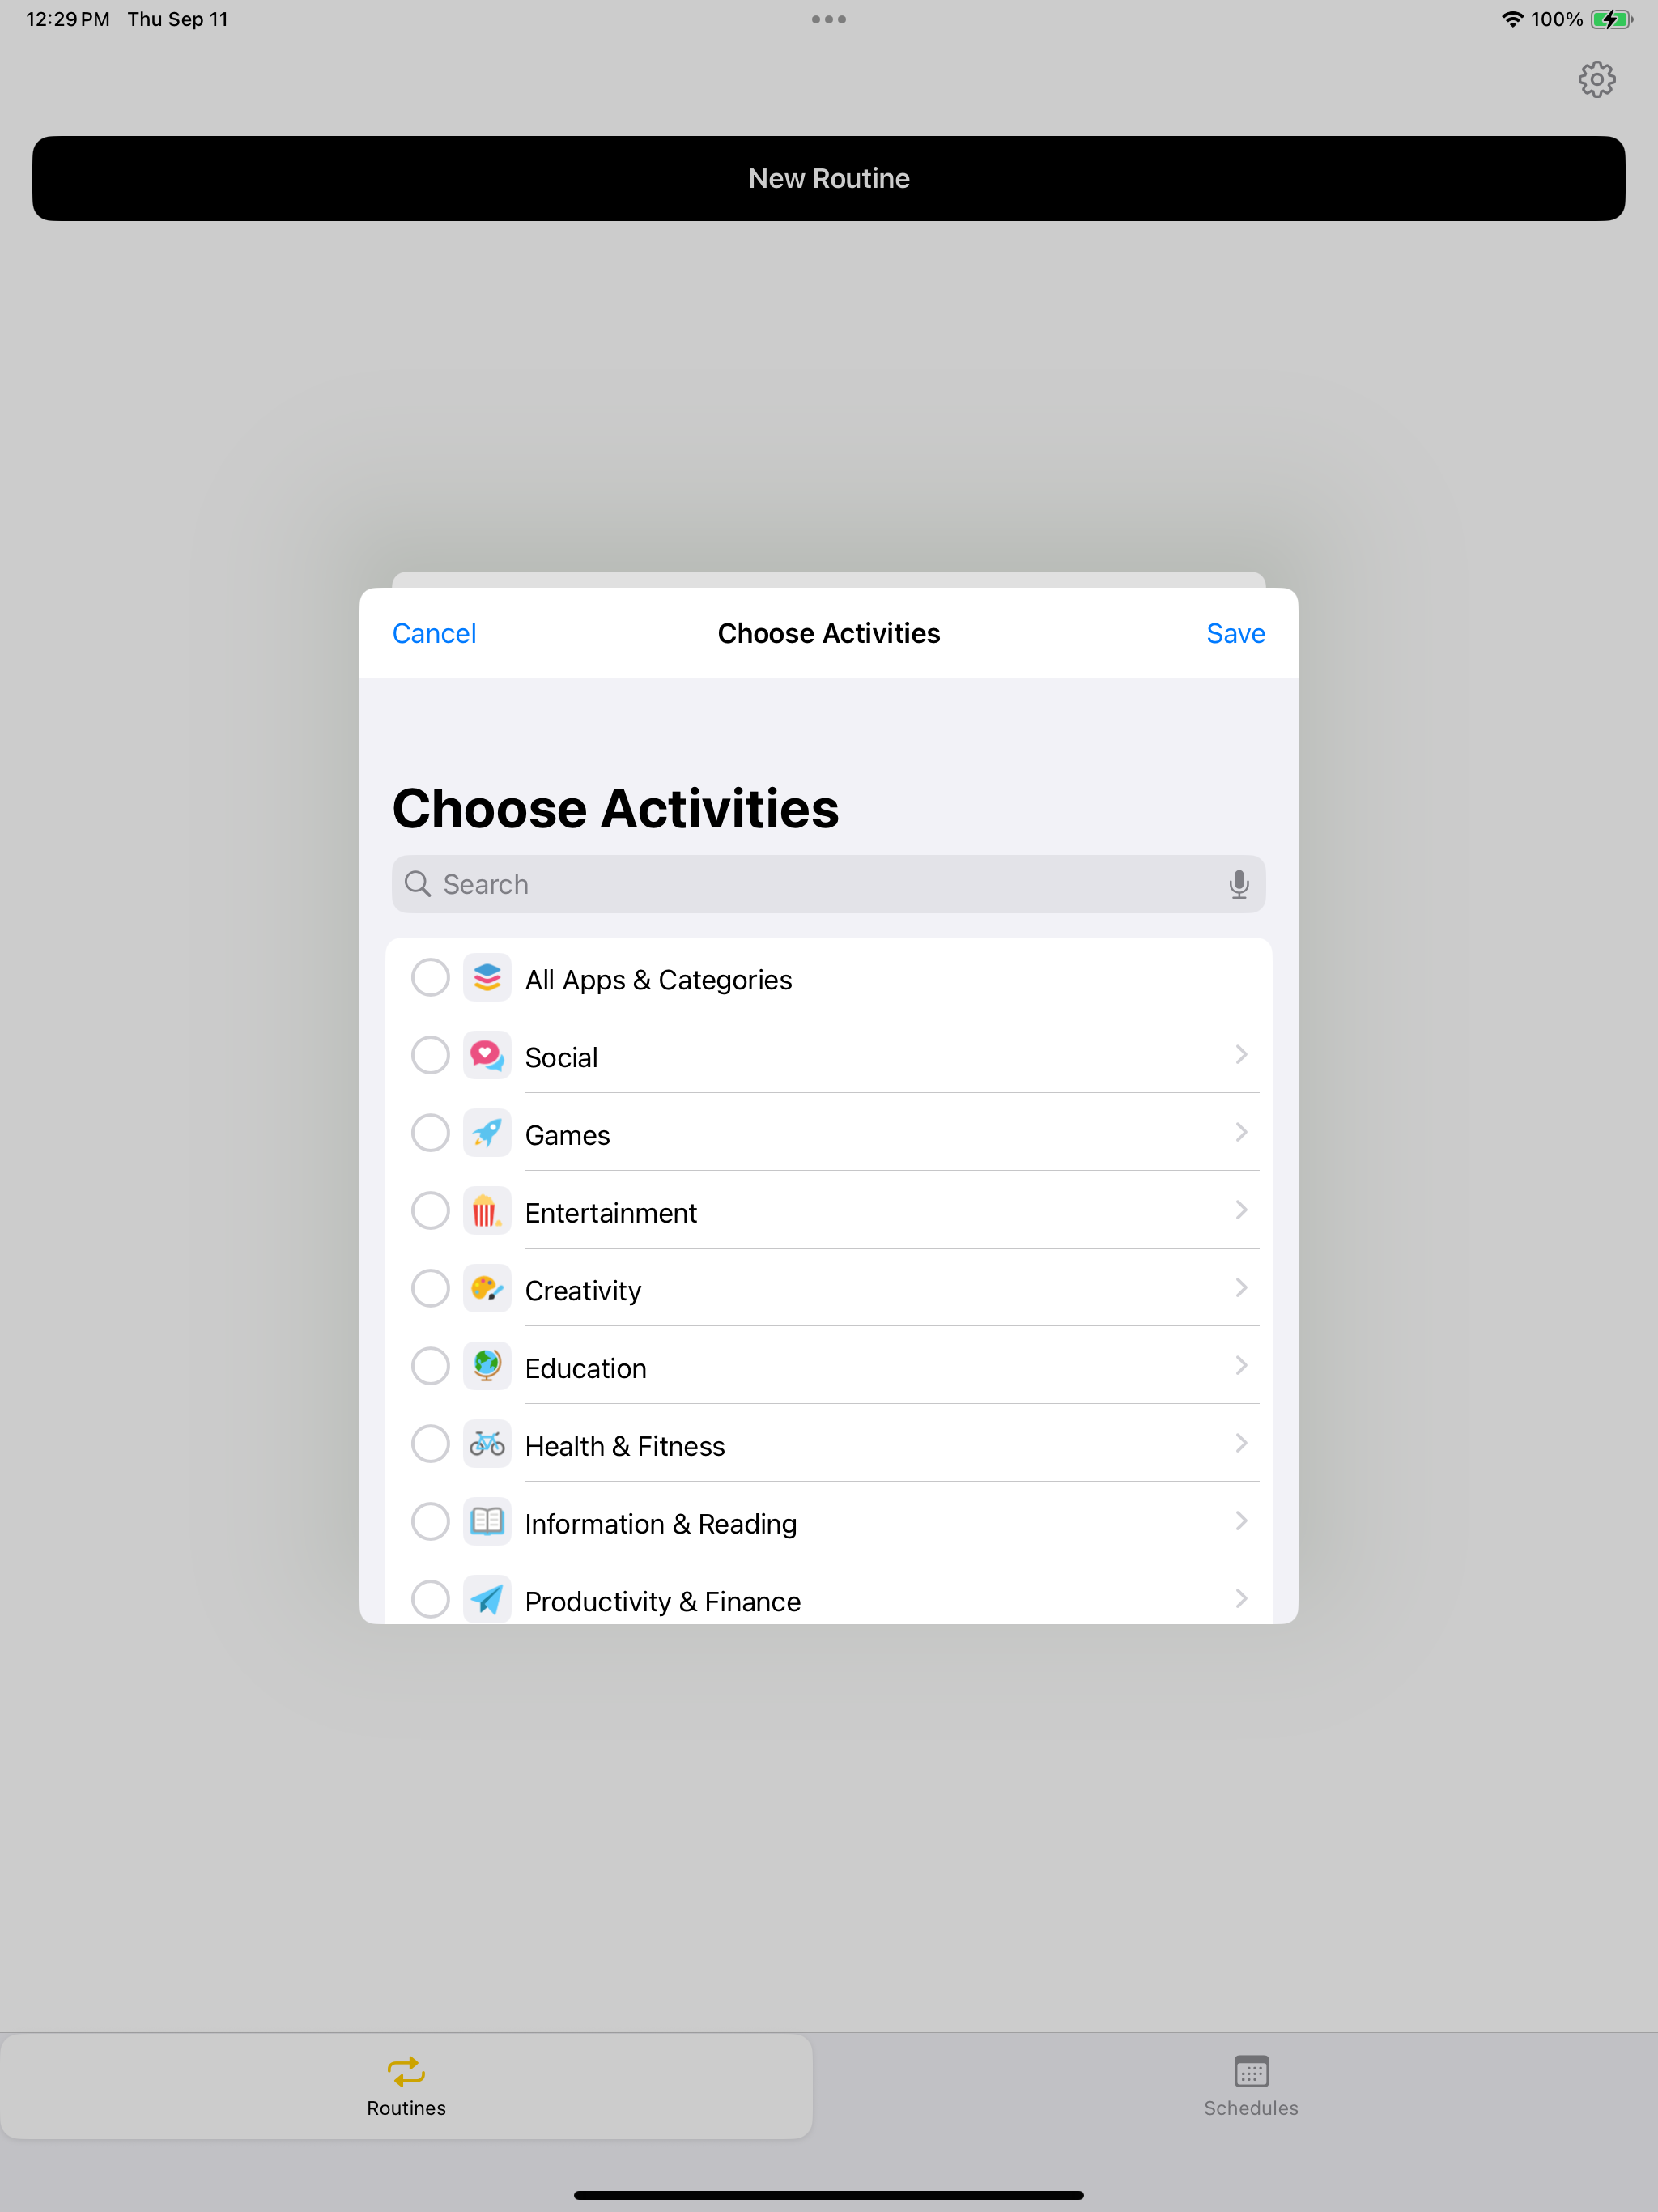 12:29 PM Thu Sep 11
100%
New Routine
Cancel
Choose Activities
Save
Choose Activities
Search
All Apps & Categories
Social
Games
Entertainment
Creativity
Education
Health & Fitness
Information & Reading
Productivity & Finance
Routines
Schedules